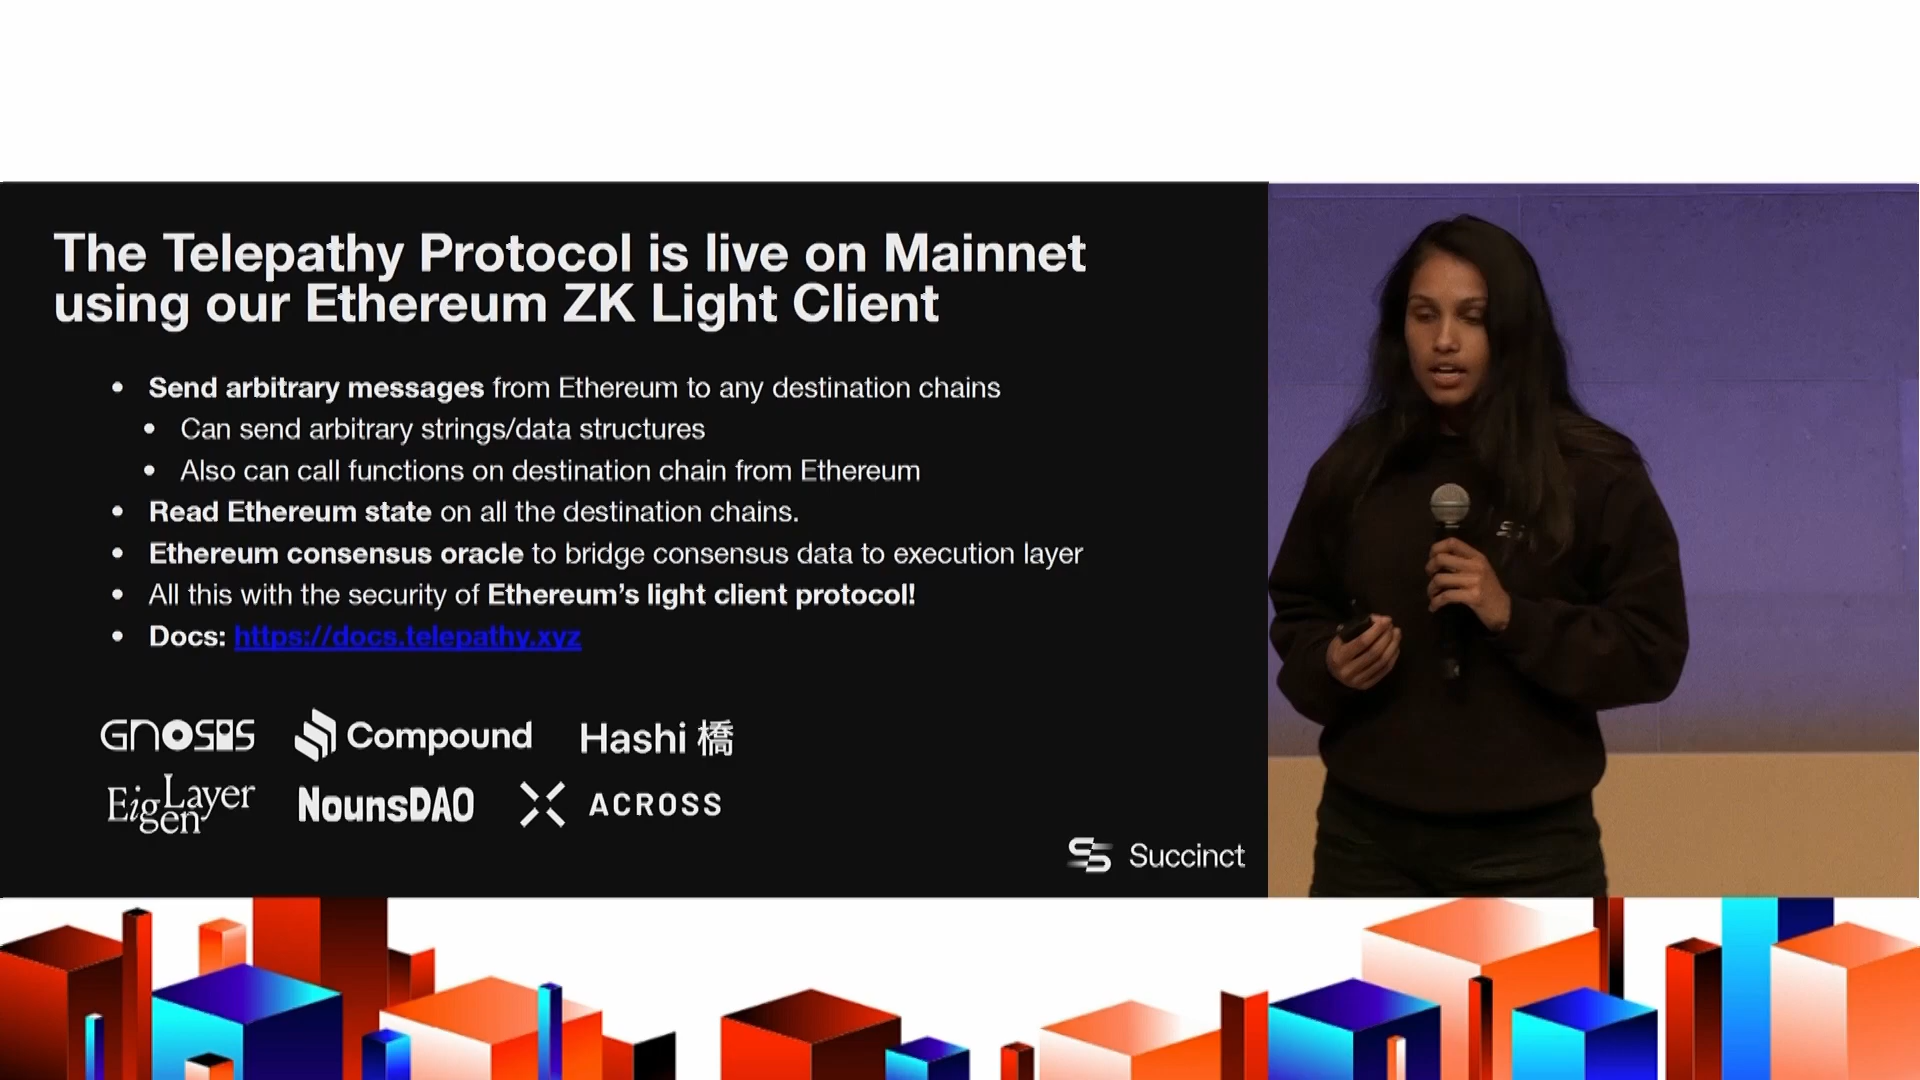 The Telepathy Protocol is live on Mainnet
using our Ethereum ZK Light Client
• Send arbitrary messages from Ethereum to any destination chains
• Can send arbitrary strings/data structures
• Also can call functions on destination chain from Ethereum
• Read Ethereum state on all the destination chains.
• Ethereum consensus oracle to bridge consensus data to execution layer
• All this with the security of Ethereum's light client protocol!
• Docs: https://docs.telepathy.xyz
GNOSIS Compound Hashi 橋
EigenLayer NounsDAO ACROSS
Succinct